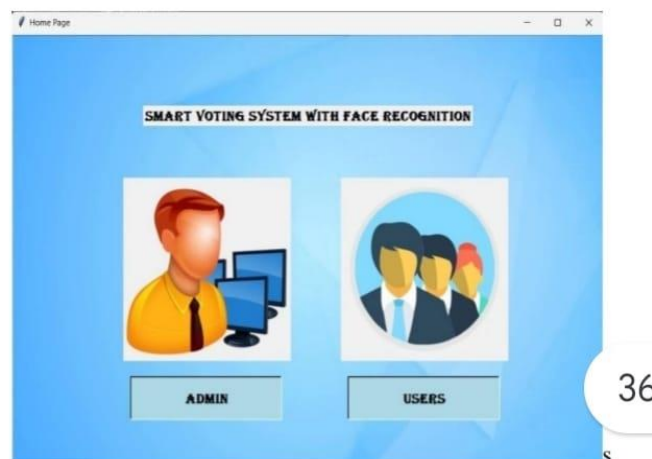 Home Page
SMART VOTING SYSTEM WITH FACE RECOGNITION
ADMIN
USERS
36
s